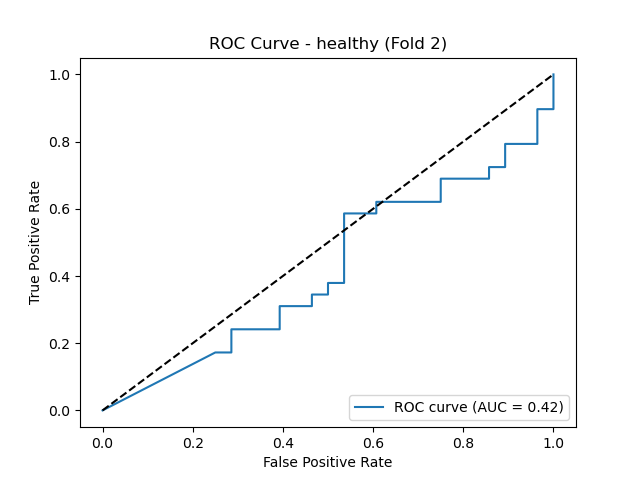 ROC Curve - healthy (Fold 2)
True Positive Rate
1.0
0.8
0.6
0.4
0.2
0.0
ROC curve (AUC = 0.42)
0.0 0.2 0.4 0.6 0.8 1.0
False Positive Rate